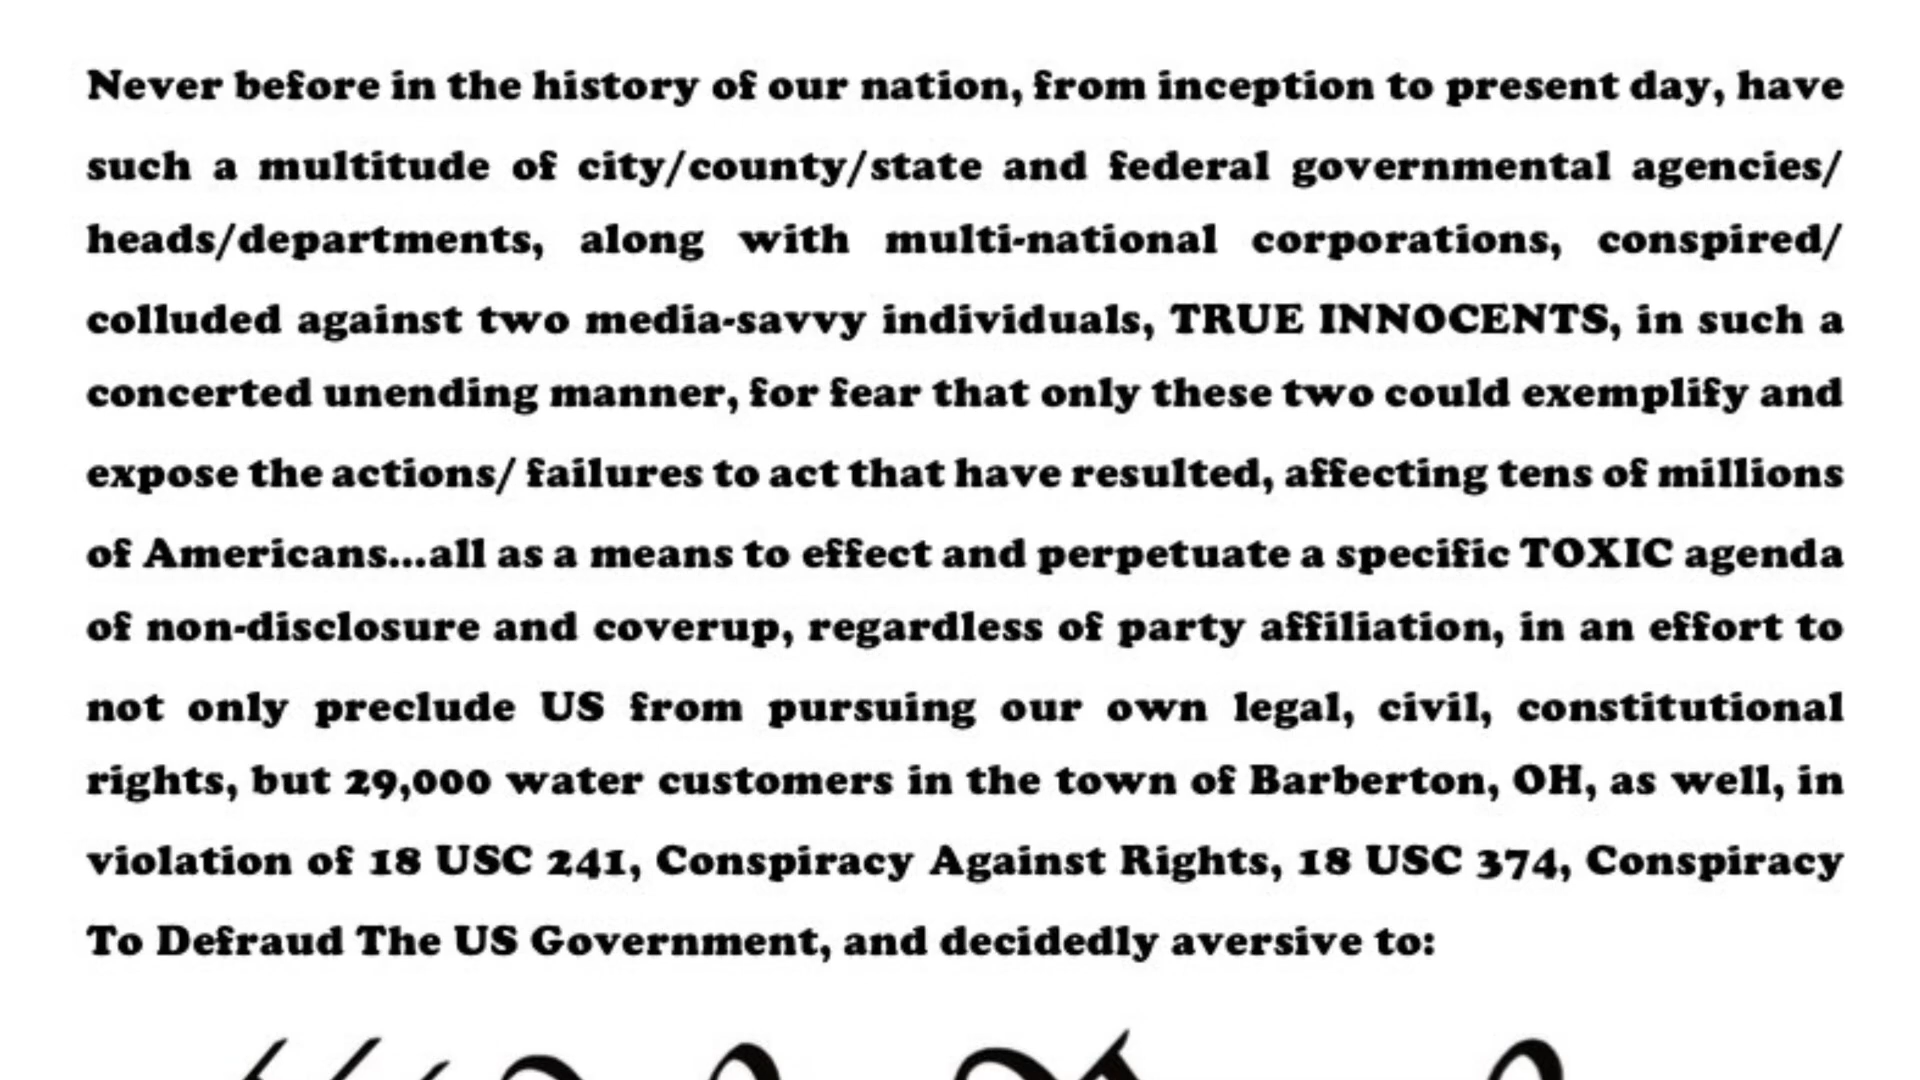 Never before in the history of our nation, from inception to present day, have
such a multitude of city/county/state and federal governmental agencies/
heads/departments, along with multi-national corporations, conspired/
colluded against two media-savvy individuals, TRUE INNOCENTS, in such a
concerted unending manner, for fear that only these two could exemplify and
expose the actions/ failures to act that have resulted, affecting tens of millions
of Americans...all as a means to effect and perpetuate a specific TOXIC agenda
of non-disclosure and coverup, regardless of party affiliation, in an effort to
not only preclude US from pursuing our own legal, civil, constitutional
rights, but 29,000 water customers in the town of Barberton, OH, as well, in
violation of 18 USC 241, Conspiracy Against Rights, 18 USC 374, Conspiracy
To Defraud The US Government, and decidedly aversive to: